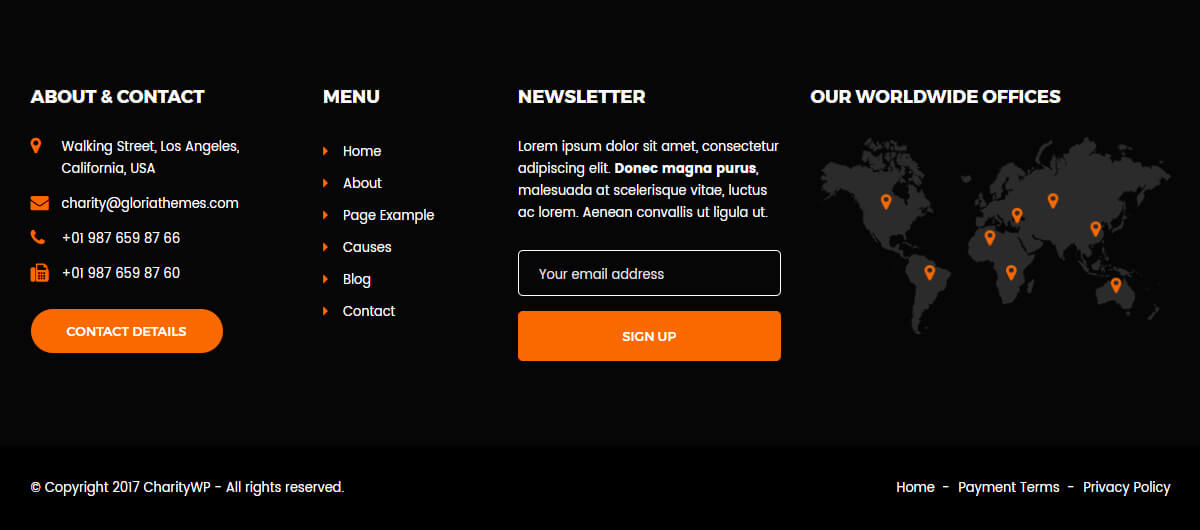 ABOUT & CONTACT
Walking Street, Los Angeles,
California, USA
charity@gloriathemes.com
+01 987 659 87 66
+01 987 659 87 60
CONTACT DETAILS
MENU
Home
About
Page Example
Causes
Blog
Contact
NEWSLETTER
Lorem ipsum dolor sit amet, consectetur
adipiscing elit. Donec magna purus,
malesuada at scelerisque vitae, luctus
ac lorem. Aenean convallis ut ligula ut.
Your email address
SIGN UP
OUR WORLDWIDE OFFICES
© Copyright 2017 CharityWP - All rights reserved.
Home - Payment Terms - Privacy Policy